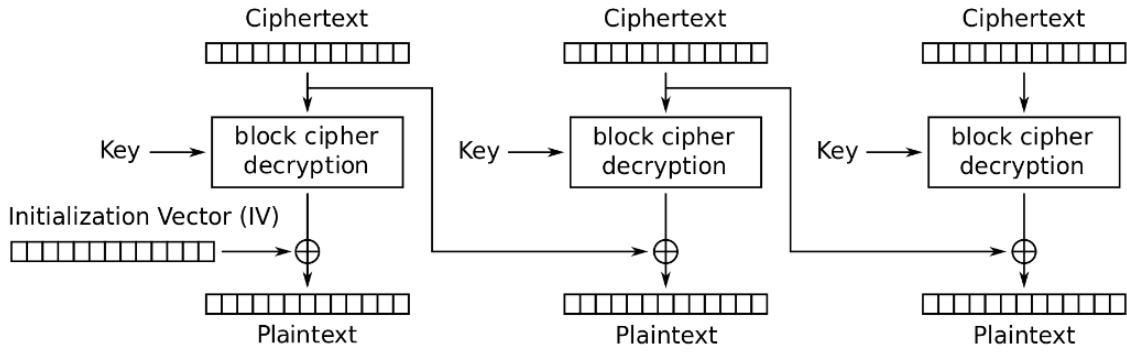 Ciphertext
Ciphertext
Ciphertext
Key
block cipher
decryption
Key
block cipher
decryption
Key
block cipher
decryption
Initialization Vector (IV)
Plaintext
Plaintext
Plaintext